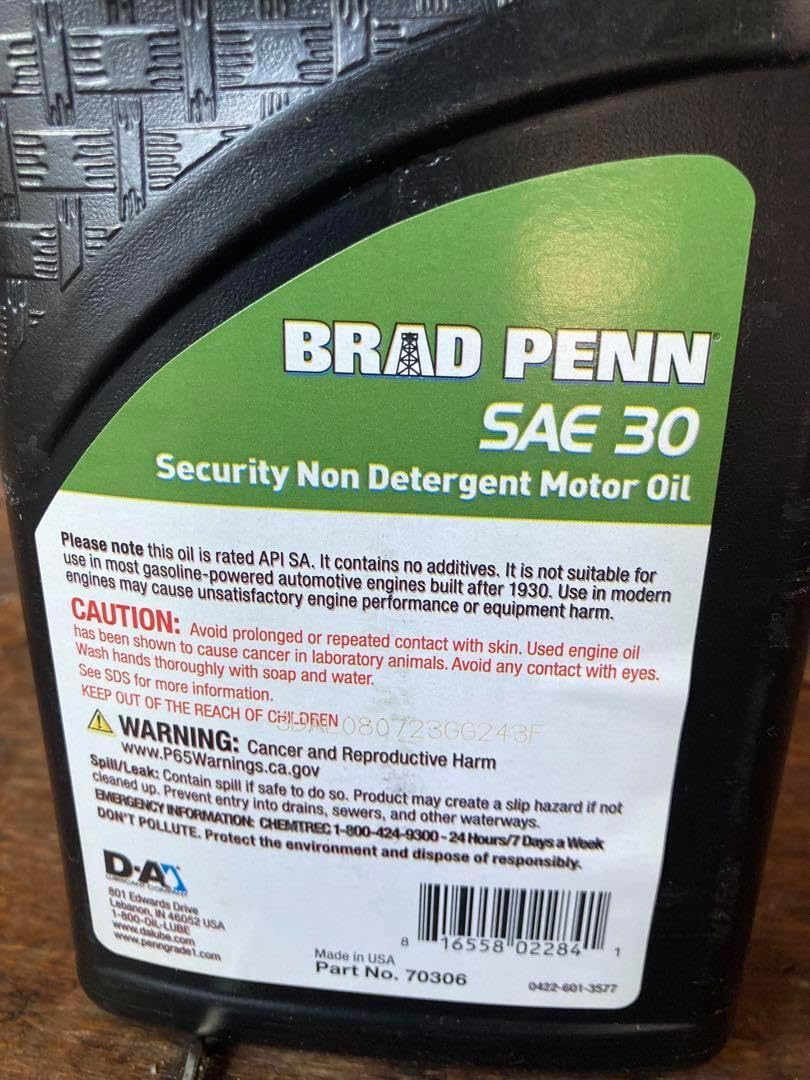 BRAD PENN®
SAE 30
Security Non Detergent Motor Oil
Please note this oil is rated API SA. It contains no additives. It is not suitable for
use in most gasoline-powered automotive engines built after 1930. Use in modern
engines may cause unsatisfactory engine performance or equipment harm.
CAUTION: Avoid prolonged or repeated contact with skin. Used engine oil
has been shown to cause cancer in laboratory animals. Avoid any contact with eyes.
Wash hands thoroughly with soap and water.
See SDS for more information.
KEEP OUT OF THE REACH OF CHILDREN
WARNING: Cancer and Reproductive Harm
www.P65Warnings.ca.gov
Spill/Leak: Contain spill if safe to do so. Product may create a slip hazard if not
cleaned up. Prevent entry into drains, sewers, and other waterways.
EMERGENCY INFORMATION: CHEMTREC 1-800-424-9300 - 24 Hours/7 Days a Week
DON'T POLLUTE. Protect the environment and dispose of responsibly.
D·A
LUBRICANT COMPANY
801 Edwards Drive
Lebanon, IN 46052 USA
1-800-OIL-LUBE
www.dalube.com
www.penngrade1.com
Made in USA
Part No. 70306
8 16558 02284 1
0422-601-3577